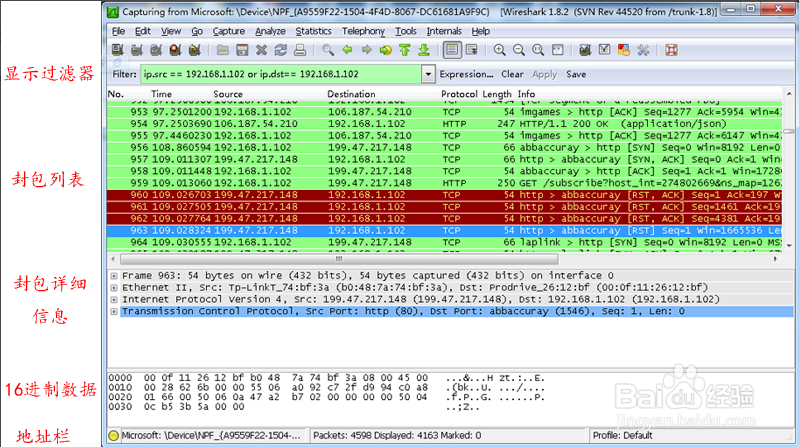 Capturing from Microsoft: \Device\NPF_{A9559F22-1504-4F4D-8067-DC61681A9F9C} [Wireshark 1.8.2 (SVN Rev 44520 from /trunk-1.8)]
File Edit View Go Capture Analyze Statistics Telephony Tools Internals Help
显示过滤器
Filter: ip.src == 192.168.1.102 or ip.dst== 192.168.1.102 Expression... Clear Apply Save
No. Time Source Destination Protocol Length Info
953 97.2501200 192.168.1.102 106.187.54.210 TCP 54 imgames > http [ACK] Seq=1277 Ack=5954 Win=4
954 97.2503690 106.187.54.210 192.168.1.102 HTTP 247 HTTP/1.1 200 OK (application/json)
955 97.4460230 192.168.1.102 106.187.54.210 TCP 54 imgames > http [ACK] Seq=1277 Ack=6147 Win=4
956 108.860594 192.168.1.102 199.47.217.148 TCP 66 abbaccuray > http [SYN] Seq=0 Win=8192 Len=0
957 109.011307 199.47.217.148 192.168.1.102 TCP 66 http > abbaccuray [SYN, ACK] Seq=0 Ack=1 Win
958 109.011448 192.168.1.102 199.47.217.148 TCP 54 abbaccuray > http [ACK] Seq=1 Ack=1 Win=1728
959 109.013060 192.168.1.102 199.47.217.148 HTTP 250 GET /subscribe?host_int=274802669&ns_map=126
封包列表
960 109.026703 199.47.217.148 192.168.1.102 TCP 54 http > abbaccuray [RST, ACK] Seq=1 Ack=197 W
961 109.027505 199.47.217.148 192.168.1.102 TCP 54 http > abbaccuray [RST, ACK] Seq=1461 Ack=197
962 109.027764 199.47.217.148 192.168.1.102 TCP 54 http > abbaccuray [RST, ACK] Seq=4381 Ack=197
963 109.028324 199.47.217.148 192.168.1.102 TCP 54 http > abbaccuray [RST] Seq=1 Win=1665536 Le
964 109.030555 192.168.1.102 199.47.217.148 TCP 66 laplink > http [SYN] Seq=0 Win=8192 Len=0 MS
封包详细
信息
Frame 963: 54 bytes on wire (432 bits), 54 bytes captured (432 bits) on interface 0
Ethernet II, Src: Tp-LinkT_74:bf:3a (b0:48:7a:74:bf:3a), Dst: Prodrive_26:12:bf (00:0f:11:26:12:bf)
Internet Protocol Version 4, Src: 199.47.217.148 (199.47.217.148), Dst: 192.168.1.102 (192.168.1.102)
Transmission Control Protocol, Src Port: http (80), Dst Port: abbaccuray (1546), Seq: 1, Len: 0
16进制数据
0000 00 0f 11 26 12 bf b0 48 7a 74 bf 3a 08 00 45 00 ...&...H zt.:..E.
0010 00 28 62 6b 00 00 55 06 a0 92 c7 2f d9 94 c0 a8 .(bk..U. .../....
0020 01 66 00 50 06 0a 47 a2 b7 02 00 00 00 00 50 04 .f.P..G. ......P.
0030 0c b5 3b 5a 00 00 ..;Z..
Baidu 经验
jingyan.baidu.com
地址栏
Microsoft: \Device\NPF_{A9559F22-1504-... Packets: 4598 Displayed: 4163 Marked: 0 Profile: Default